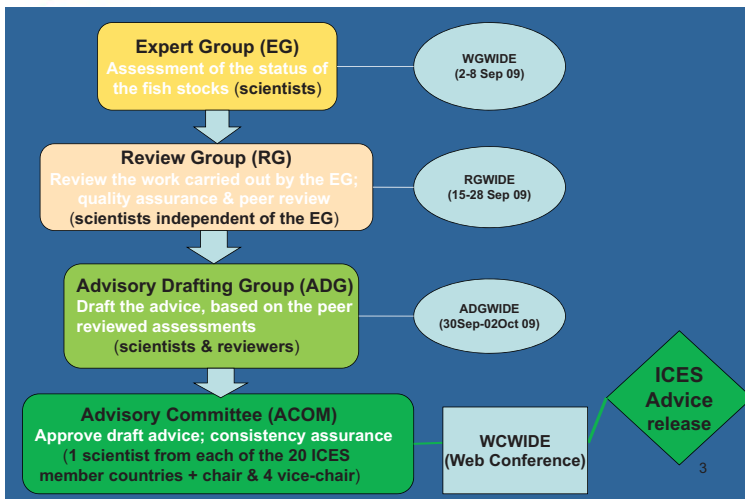 Expert Group (EG)
Assessment of the status of
the fish stocks (scientists)
WGWIDE
(2-8 Sep 09)
Review Group (RG)
Review the work carried out by the EG;
quality assurance & peer review
(scientists independent of the EG)
RGWIDE
(15-28 Sep 09)
Advisory Drafting Group (ADG)
Draft the advice, based on the peer
reviewed assessments
(scientists & reviewers)
ADGWIDE
(30Sep-02Oct 09)
Advisory Committee (ACOM)
Approve draft advice; consistency assurance
(1 scientist from each of the 20 ICES
member countries + chair & 4 vice-chair)
WCWIDE
(Web Conference)
ICES
Advice
release
3